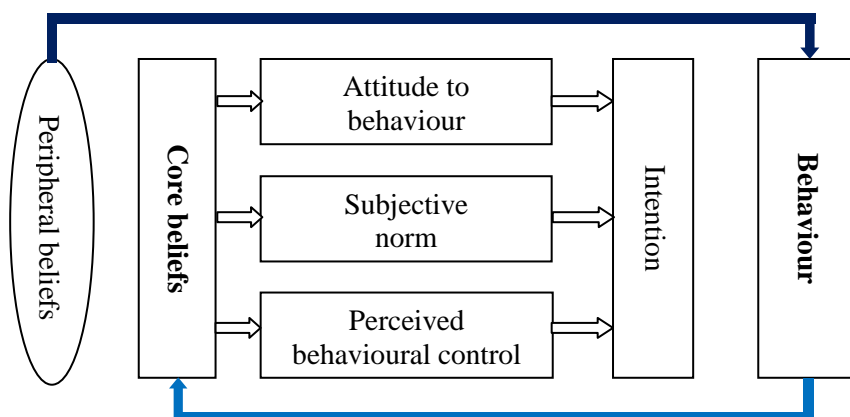 Peripheral beliefs
Core beliefs
Attitude to
behaviour
Subjective
norm
Perceived
behavioural control
Intention
Behaviour